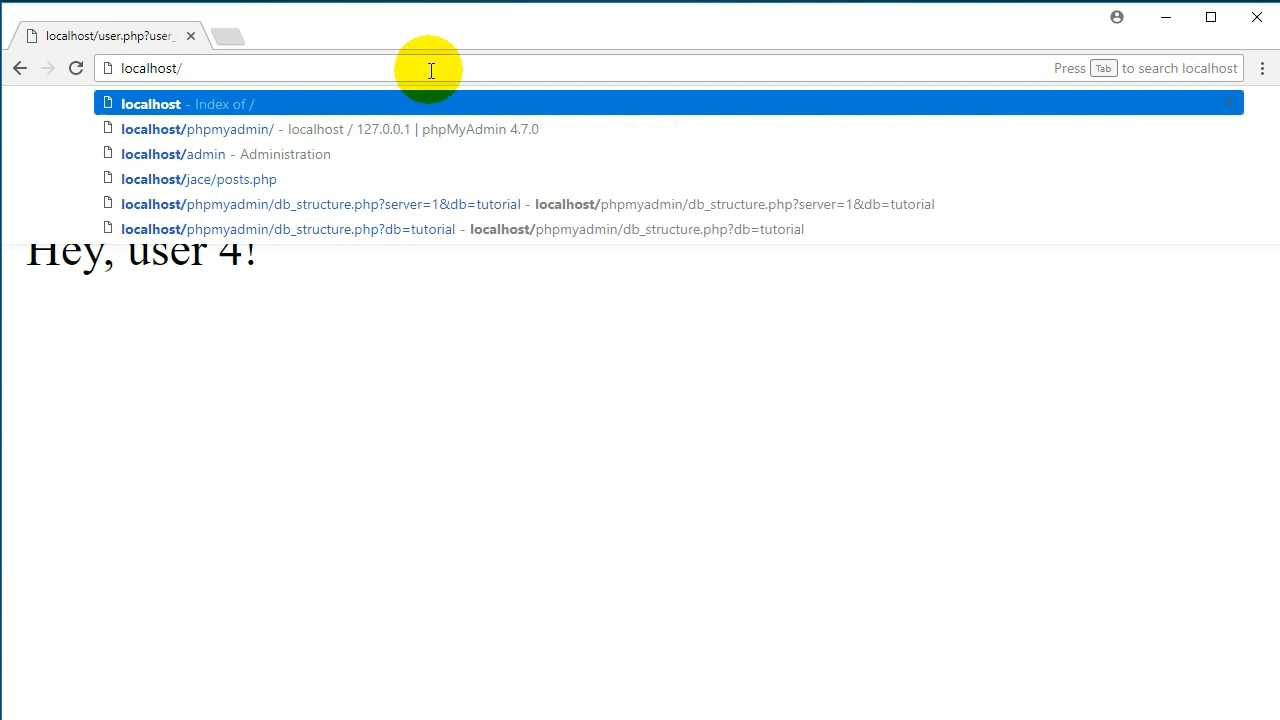 localhost/user.php?user_
localhost/
Press Tab to search localhost
localhost - Index of /
localhost/phpmyadmin/ - localhost / 127.0.0.1 | phpMyAdmin 4.7.0
localhost/admin - Administration
localhost/jace/posts.php
localhost/phpmyadmin/db_structure.php?server=1&db=tutorial - localhost/phpmyadmin/db_structure.php?server=1&db=tutorial
localhost/phpmyadmin/db_structure.php?db=tutorial - localhost/phpmyadmin/db_structure.php?db=tutorial
Hey, user 4!